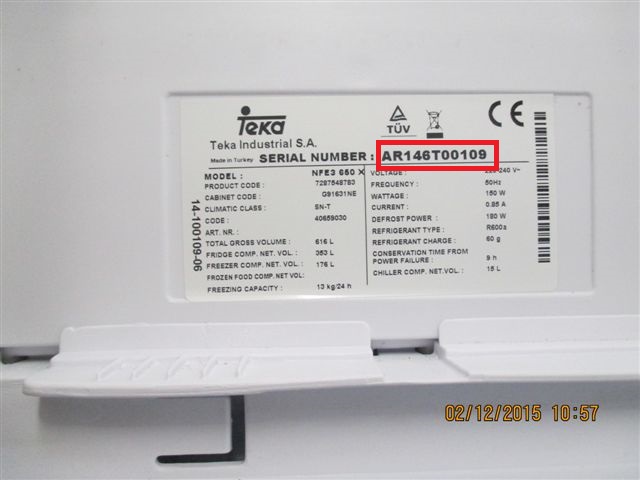 Teka
TÜV
CE
Teka Industrial S.A.
Made in Turkey SERIAL NUMBER : AR146T00109
MODEL : NFE3 650 X
PRODUCT CODE : 7287548783
CABINET CODE : G91631NE
CLIMATIC CLASS : SN-T
CODE : 40659030
ART. NR. :
TOTAL GROSS VOLUME : 616 L
FRIDGE COMP. NET. VOL. : 353 L
FREEZER COMP. NET. VOL. : 176 L
FROZEN FOOD COMP. NET VOL:
FREEZING CAPACITY : 13 kg/24 h
VOLTAGE : 220-240 V~
FREQUENCY : 50Hz
WATTAGE : 150 W
CURRENT : 0.85 A
DEFROST POWER : 180 W
REFRIGERANT TYPE : R600a
REFRIGERANT CHARGE : 60 g
CONSERVATION TIME FROM
POWER FAILURE : 9 h
CHILLER COMP. NET. VOL. : 15 L
14-100109-06
02/12/2015 10:57